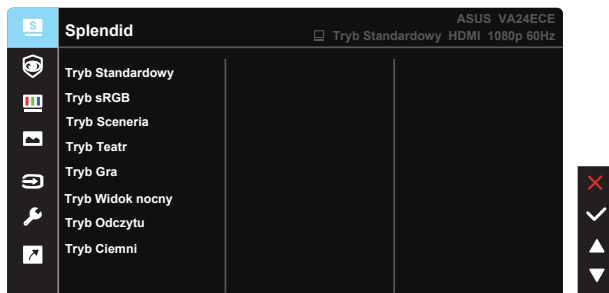 S
Splendid
ASUS VA24ECE
Tryb Standardowy HDMI 1080p 60Hz
Tryb Standardowy
Tryb sRGB
Tryb Sceneria
Tryb Teatr
Tryb Gra
Tryb Widok nocny
Tryb Odczytu
Tryb Ciemni